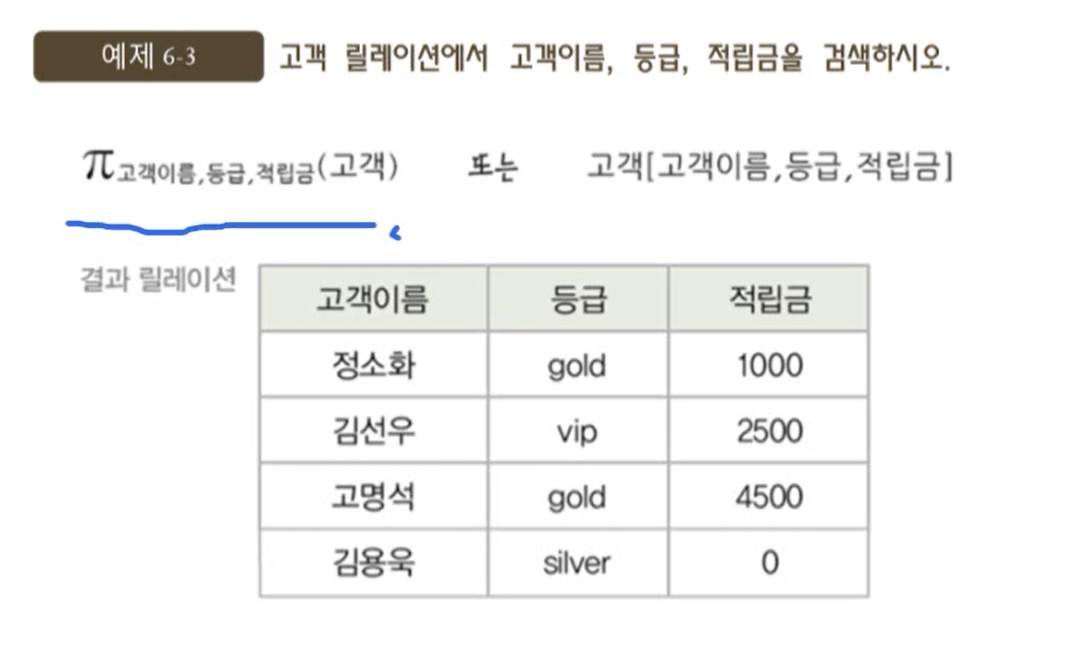 예제 6-3 고객 릴레이션에서 고객이름, 등급, 적립금을 검색하시오.
π고객이름,등급,적립금(고객) 또는 고객[고객이름,등급,적립금]
결과 릴레이션
고객이름 등급 적립금
정소화 gold 1000
김선우 vip 2500
고명석 gold 4500
김용욱 silver 0